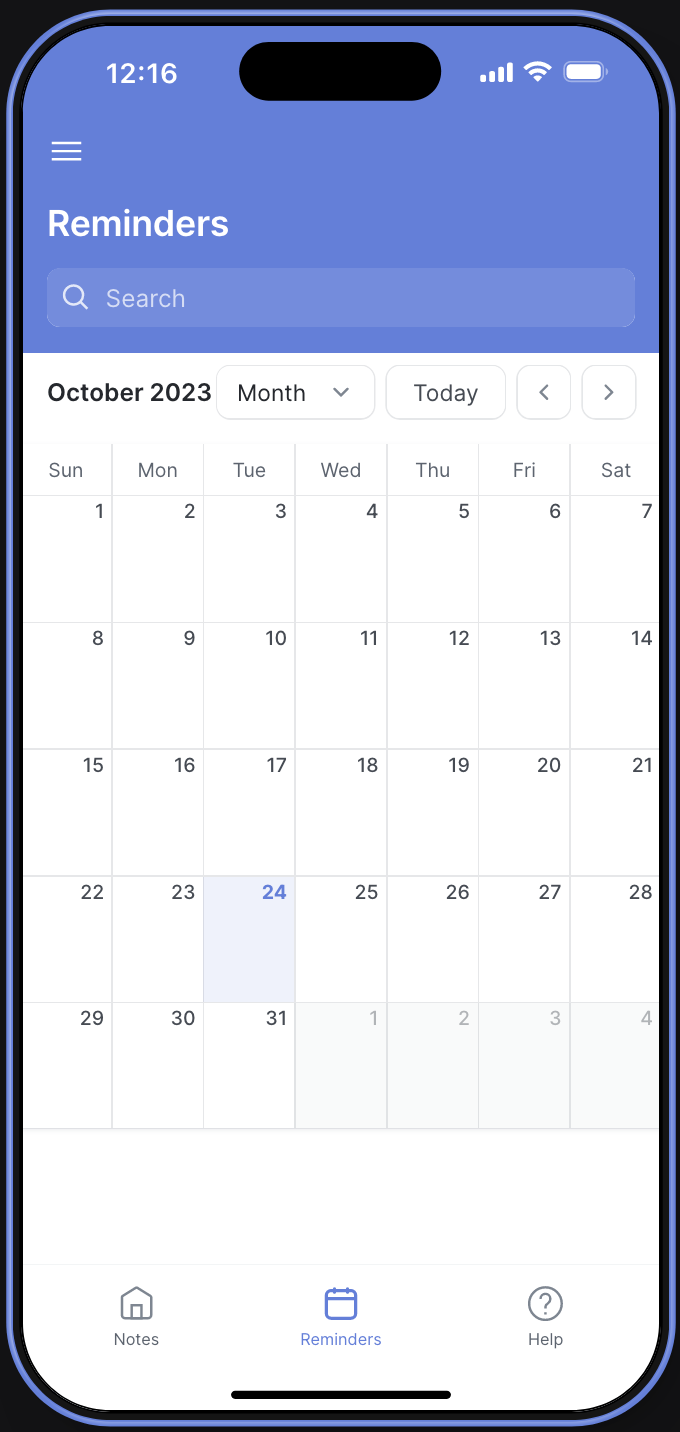 12:16
Reminders
Search
October 2023 Month Today
Sun Mon Tue Wed Thu Fri Sat
1 2 3 4 5 6 7
8 9 10 11 12 13 14
15 16 17 18 19 20 21
22 23 24 25 26 27 28
29 30 31 1 2 3 4
Notes Reminders Help